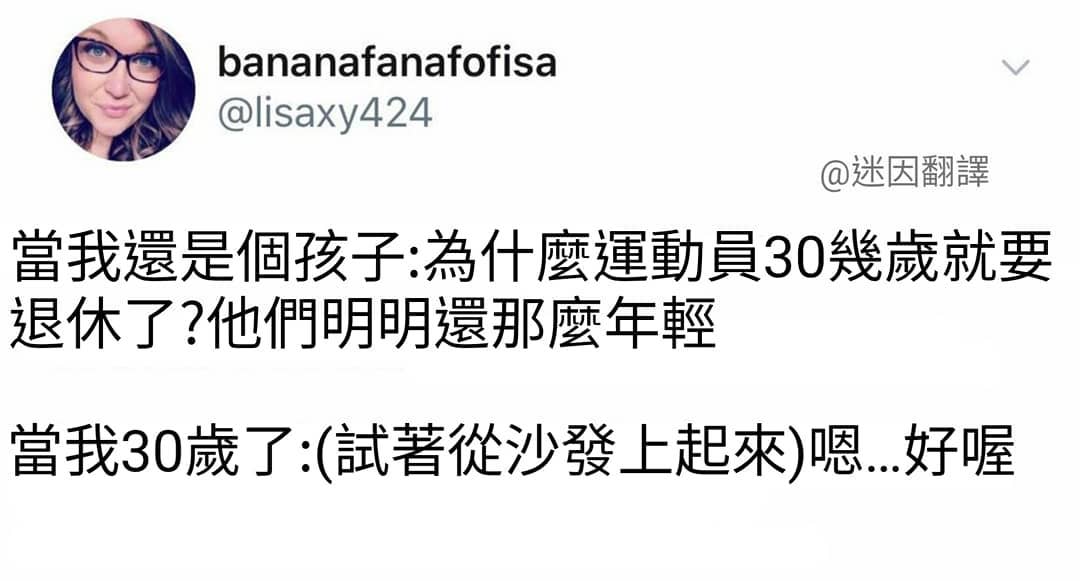 bananafanafofisa
@lisaxy424
@迷因翻譯
當我還是個孩子:為什麼運動員30幾歲就要
退休了?他們明明還那麼年輕
當我30歲了:(試著從沙發上起來)嗯...好喔